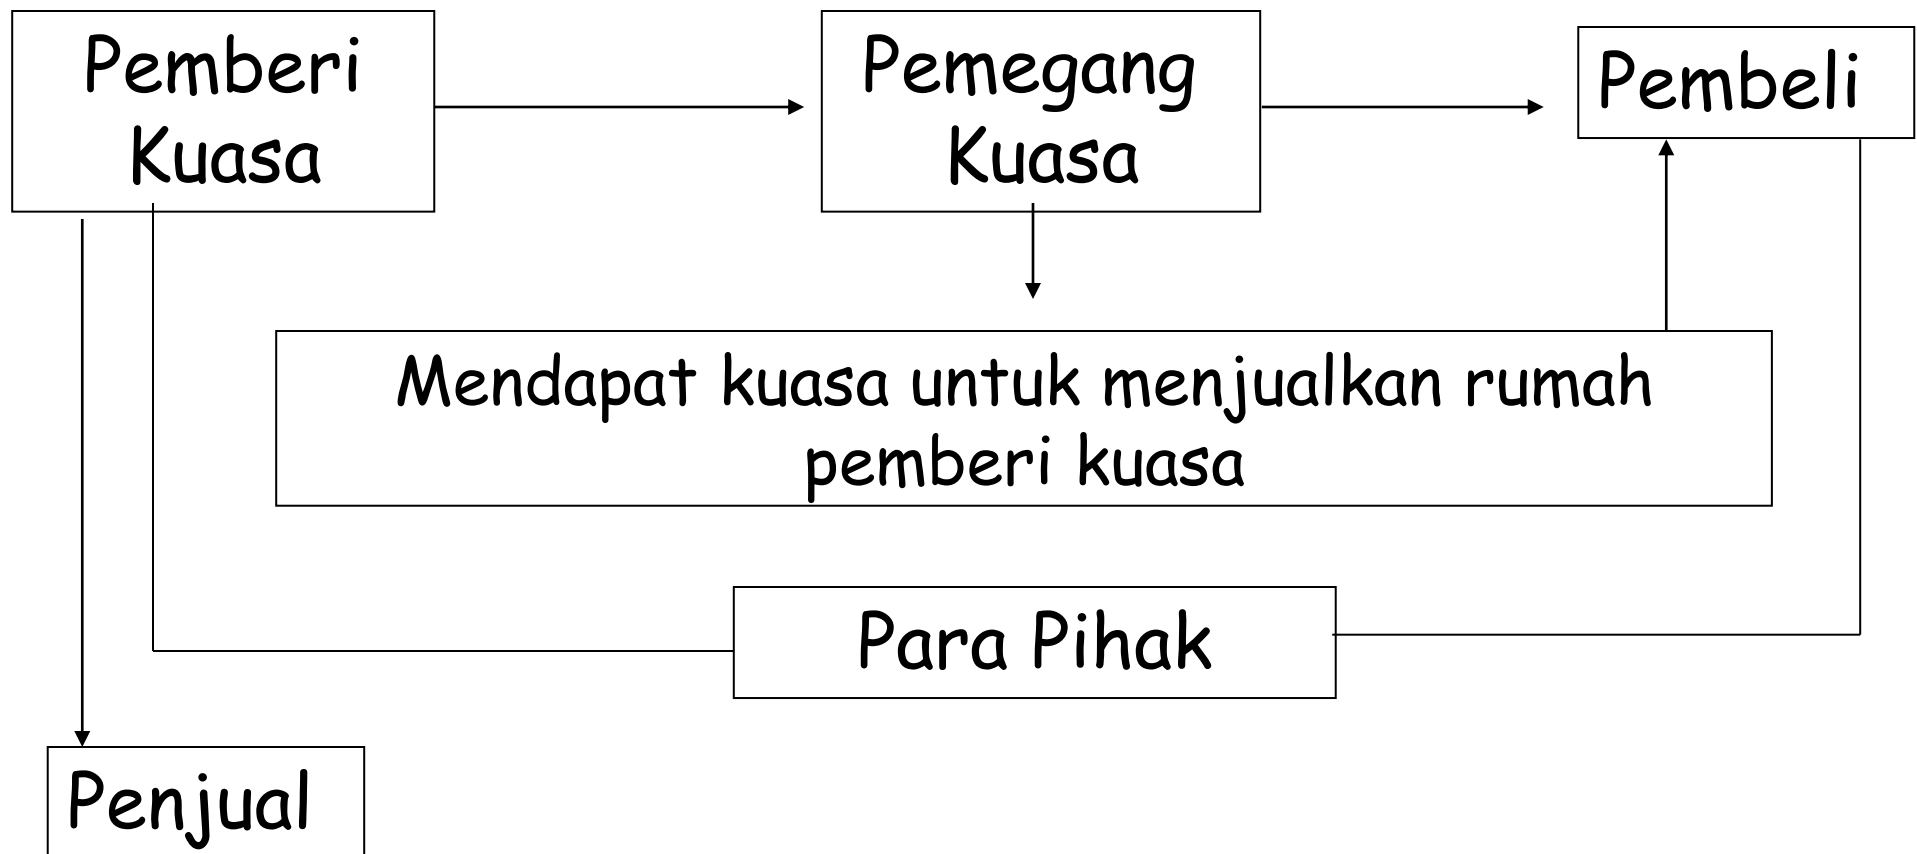 Pemberi
Kuasa
Pemegang
Kuasa
Pembeli
Mendapat kuasa untuk menjualkan rumah
pemberi kuasa
Para Pihak
Penjual